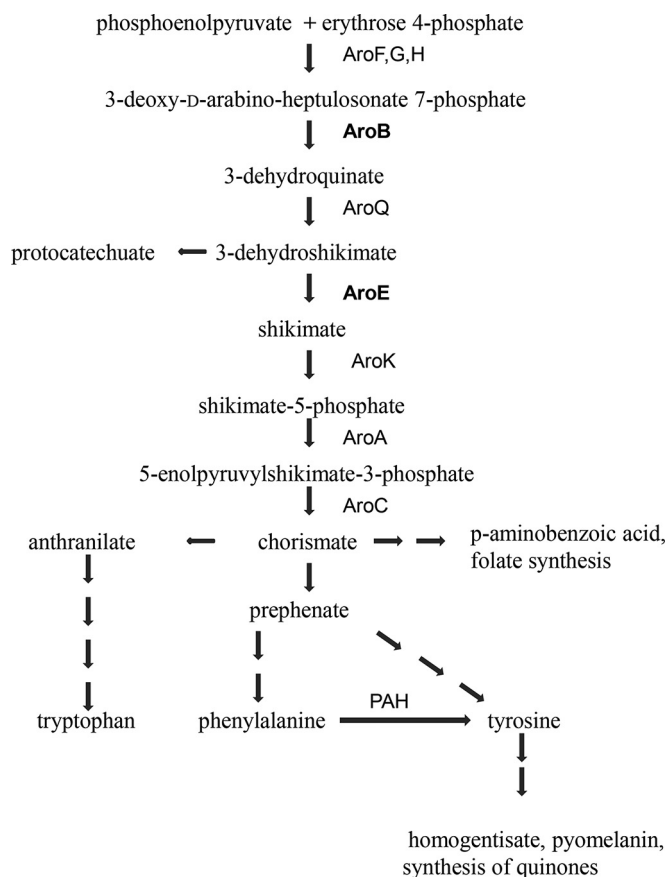 phosphoenolpyruvate + erythrose 4-phosphate
AroF,G,H
3-deoxy-D-arabino-heptulosonate 7-phosphate
AroB
3-dehydroquinate
AroQ
protocatechuate 3-dehydroshikimate
AroE
shikimate
AroK
shikimate-5-phosphate
AroA
5-enolpyruvylshikimate-3-phosphate
AroC
anthranilate chorismate p-aminobenzoic acid,
folate synthesis
prephenate
PAH
tryptophan phenylalanine tyrosine
homogentisate, pyomelanin,
synthesis of quinones